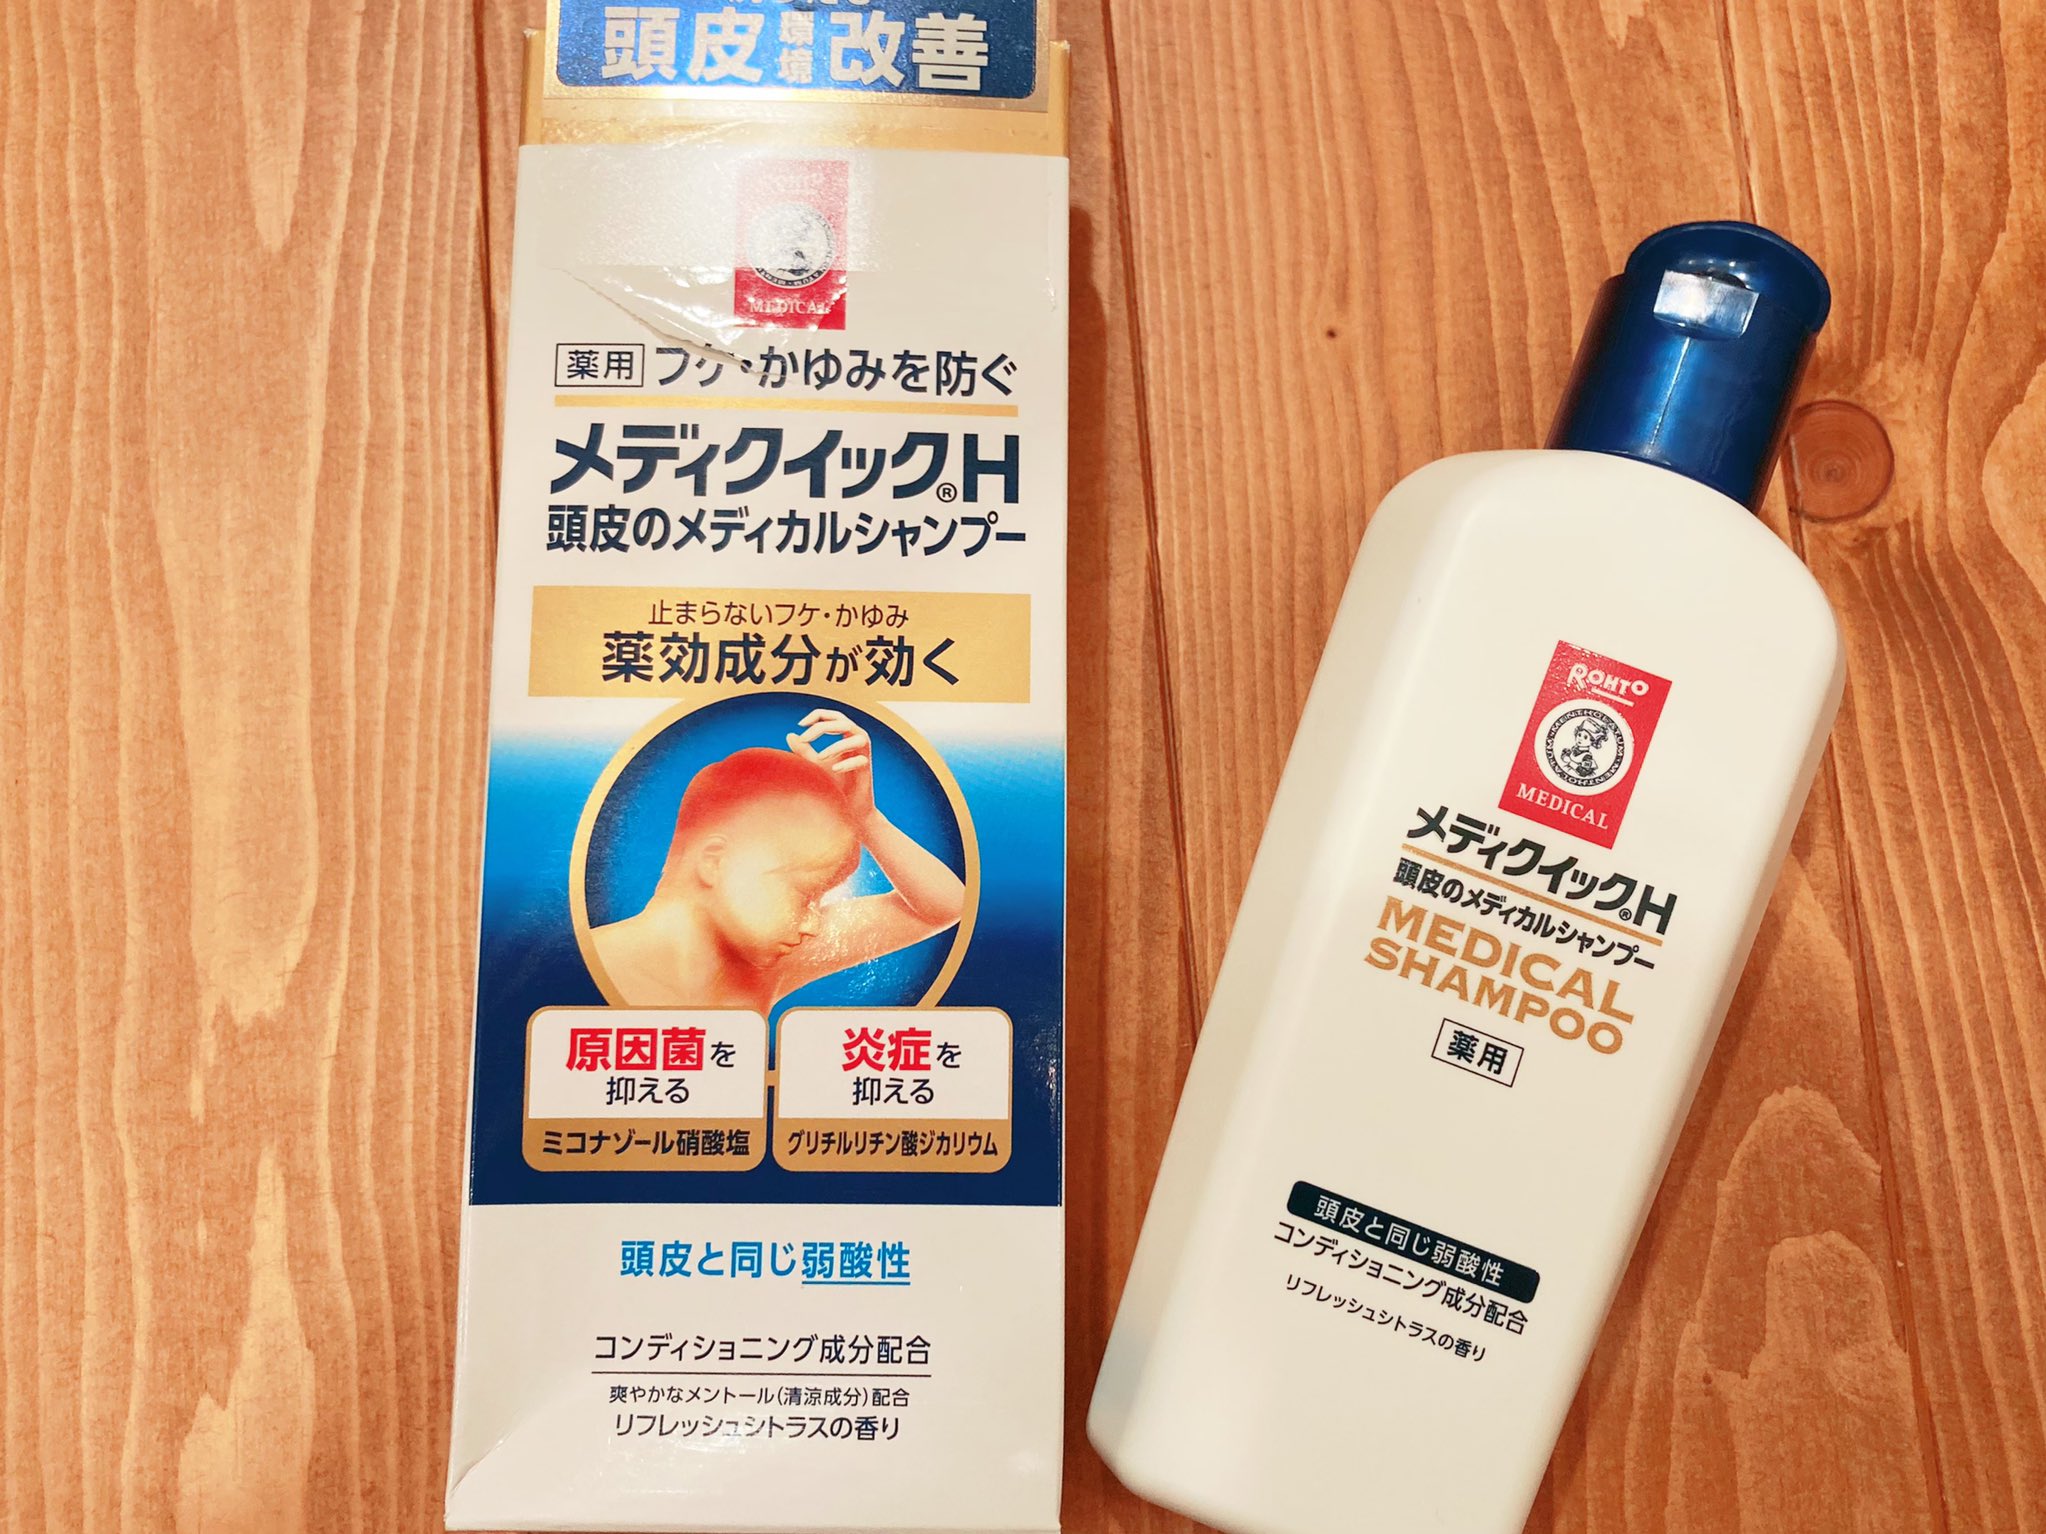 頭皮環境改善
ROHTO
MEDICAL
薬用 フケ・かゆみを防ぐ
メディクイック®H
頭皮のメディカルシャンプー
止まらないフケ・かゆみ
薬効成分が効く
原因菌を
抑える
ミコナゾール硝酸塩
炎症を
抑える
グリチルリチン酸ジカリウム
頭皮と同じ弱酸性
コンディショニング成分配合
爽やかなメントール(清涼成分)配合
リフレッシュシトラスの香り
ROHTO
MEDICAL
メディクイック®H
頭皮のメディカルシャンプー
MEDICAL
SHAMPOO
薬用
頭皮と同じ弱酸性
コンディショニング成分配合
リフレッシュシトラスの香り